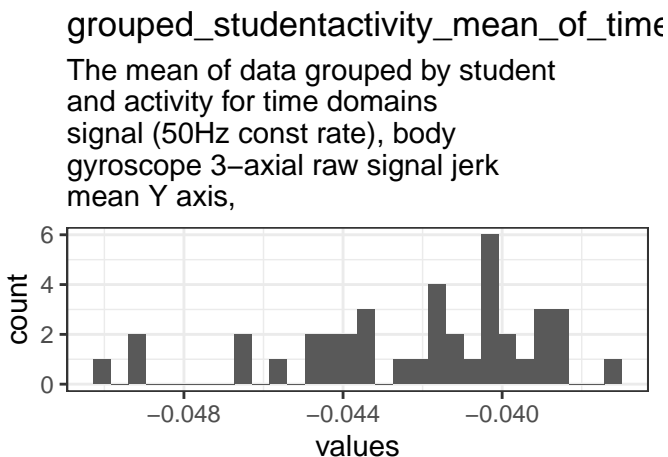 grouped_studentactivity_mean_of_time
The mean of data grouped by student
and activity for time domains
signal (50Hz const rate), body
gyroscope 3−axial raw signal jerk
mean Y axis,
6
4
2
0
count
−0.048 −0.044 −0.040
values